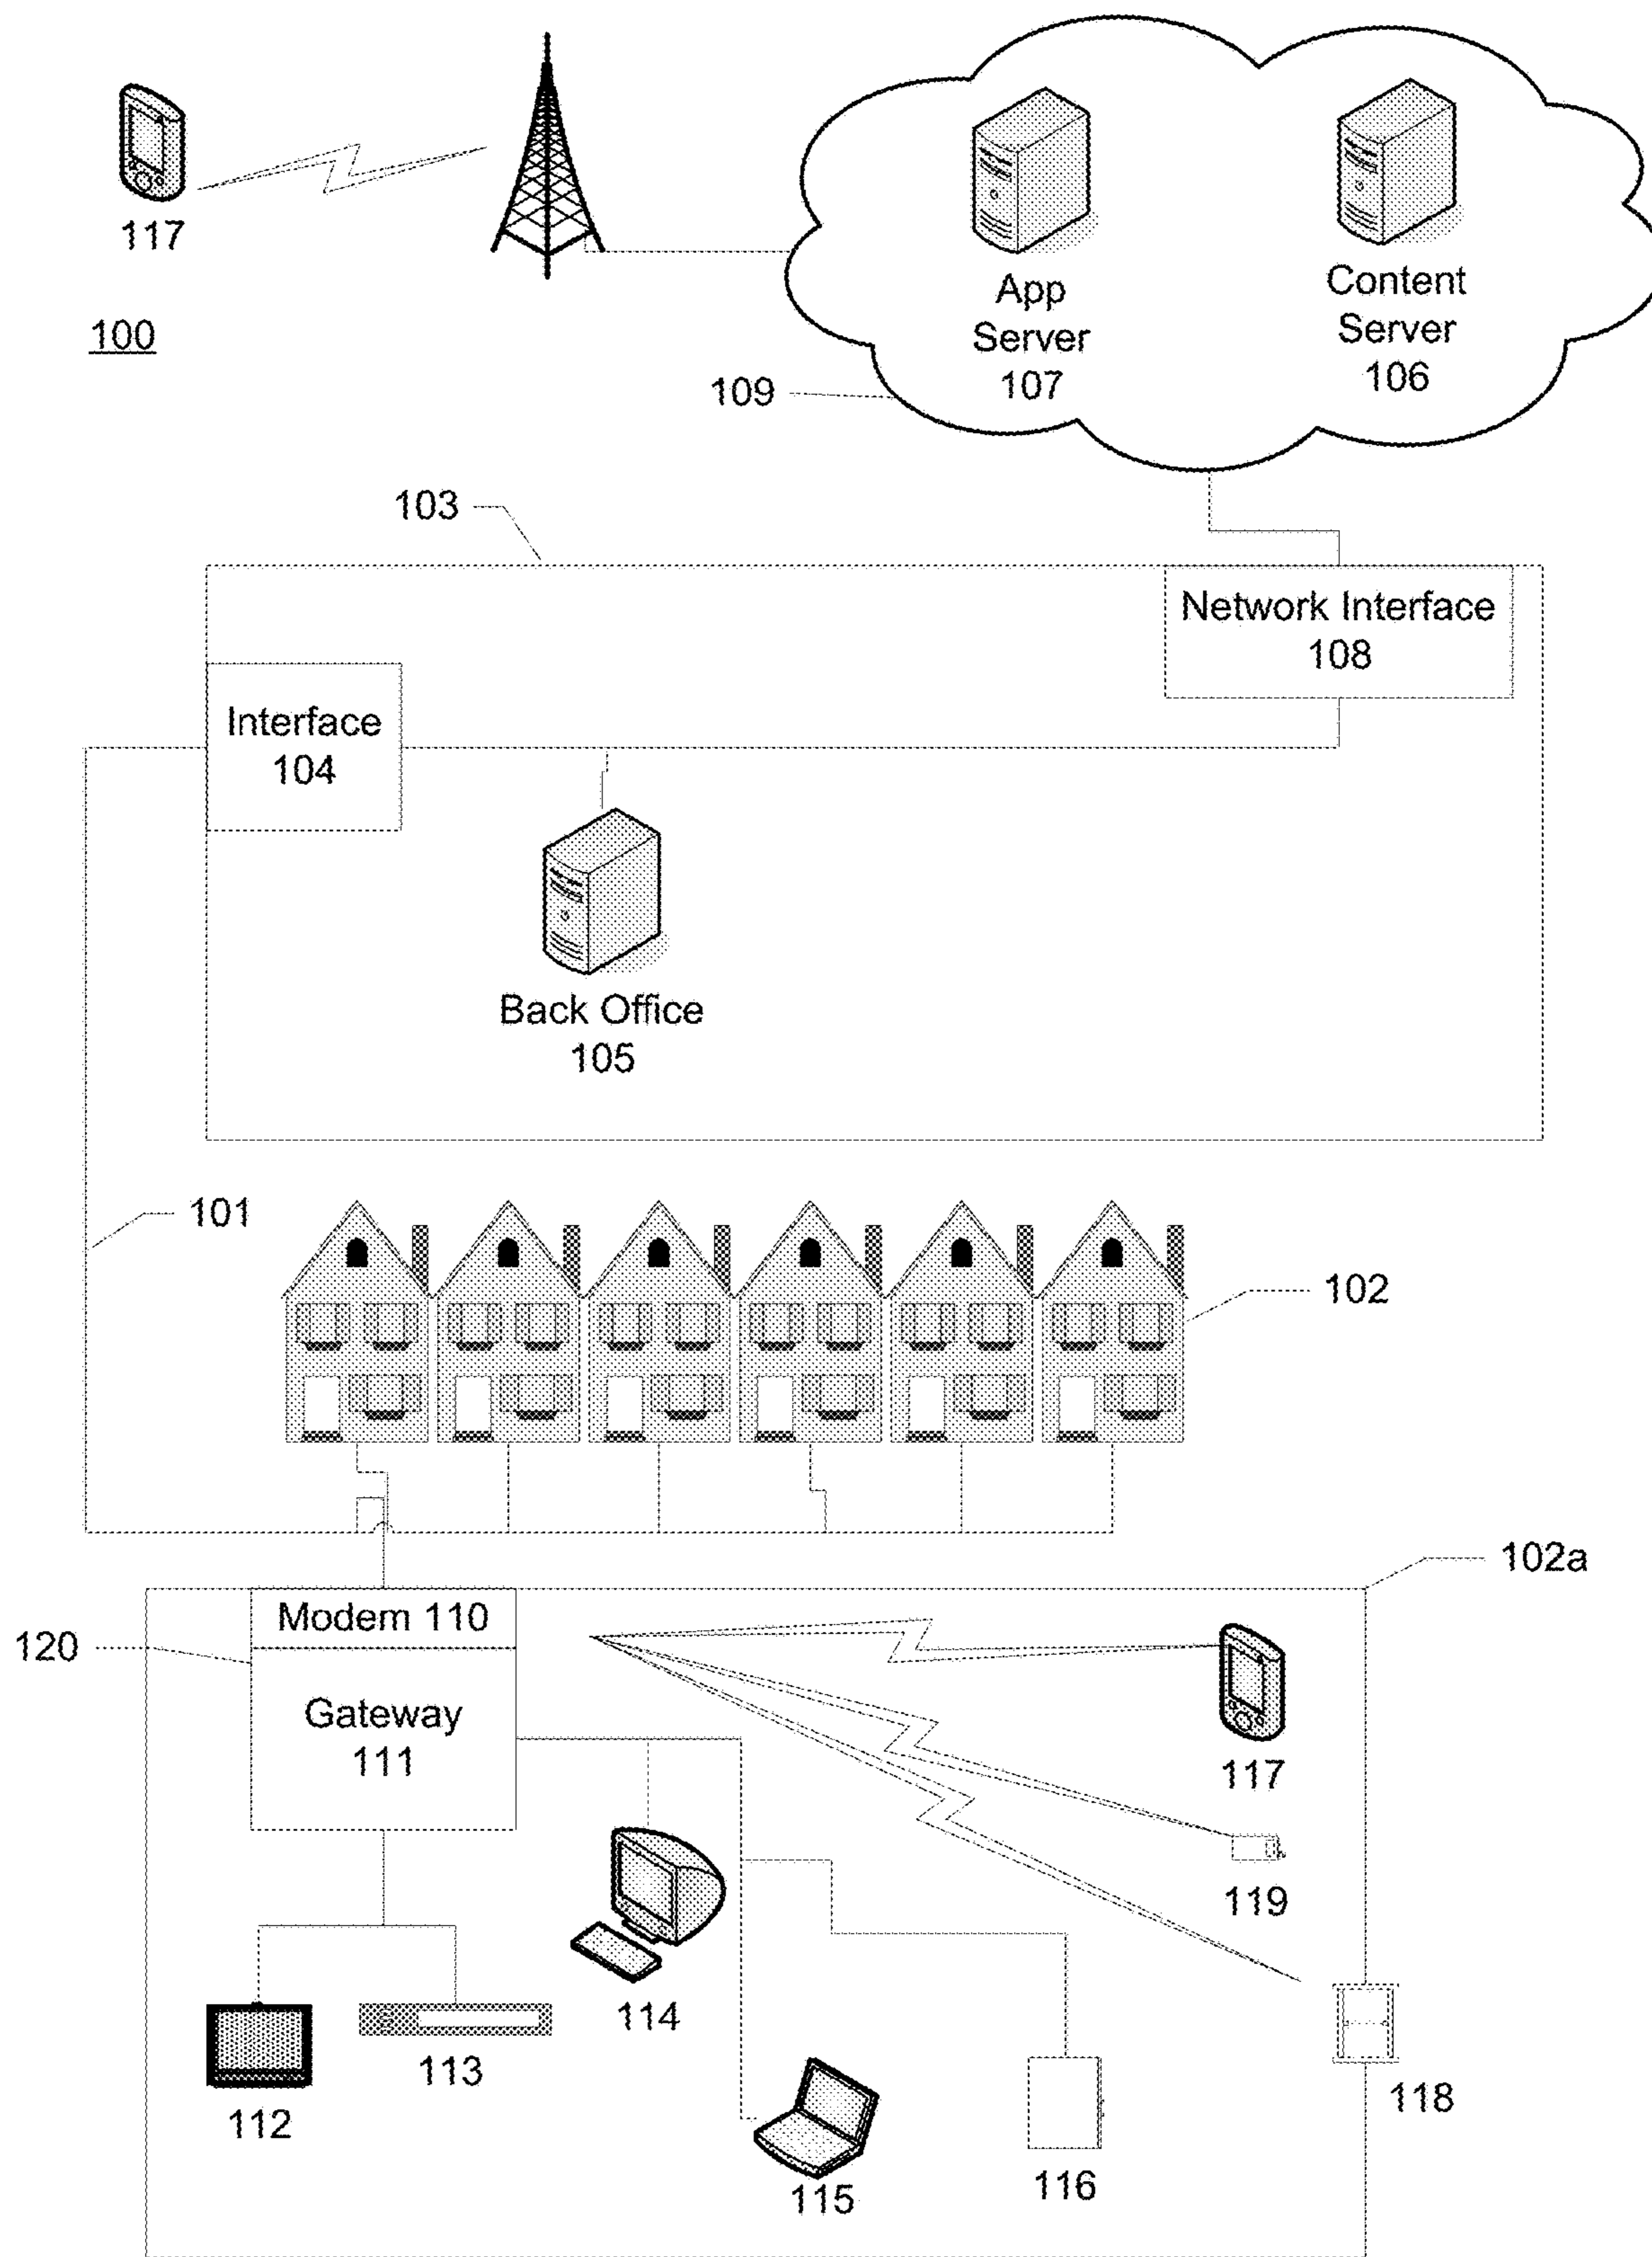 117
100
App
Server
107
Content
Server
106
109
103
Network Interface
108
Interface
104
Back Office
105
101
102
102a
Modem 110
120
Gateway
111
117
119
114
113
112
118
116
115